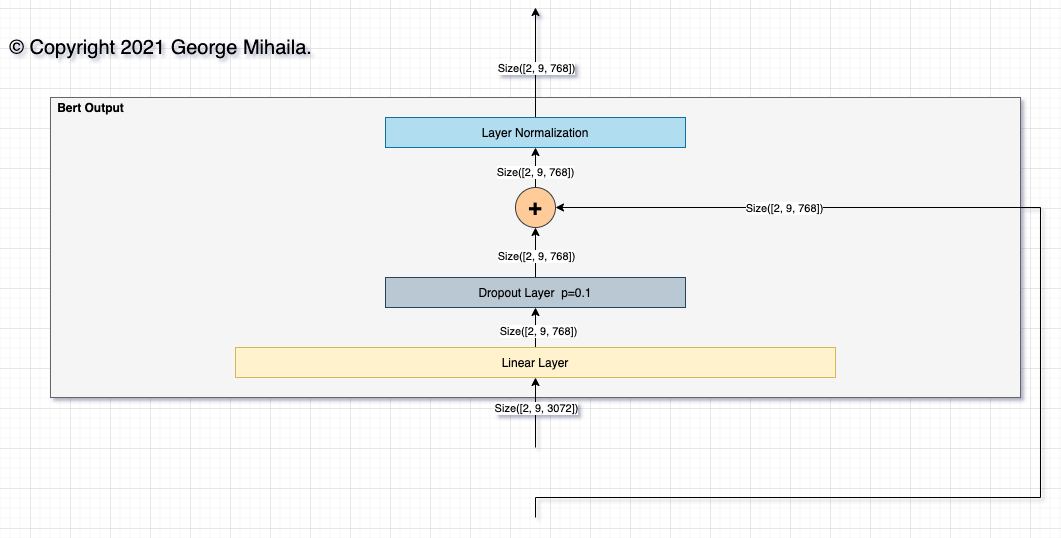 © Copyright 2021 George Mihaila.
Size([2, 9, 768])
Bert Output
Layer Normalization
Size([2, 9, 768])
+
Size([2, 9, 768])
Size([2, 9, 768])
Dropout Layer  p=0.1
Size([2, 9, 768])
Linear Layer
Size([2, 9, 3072])